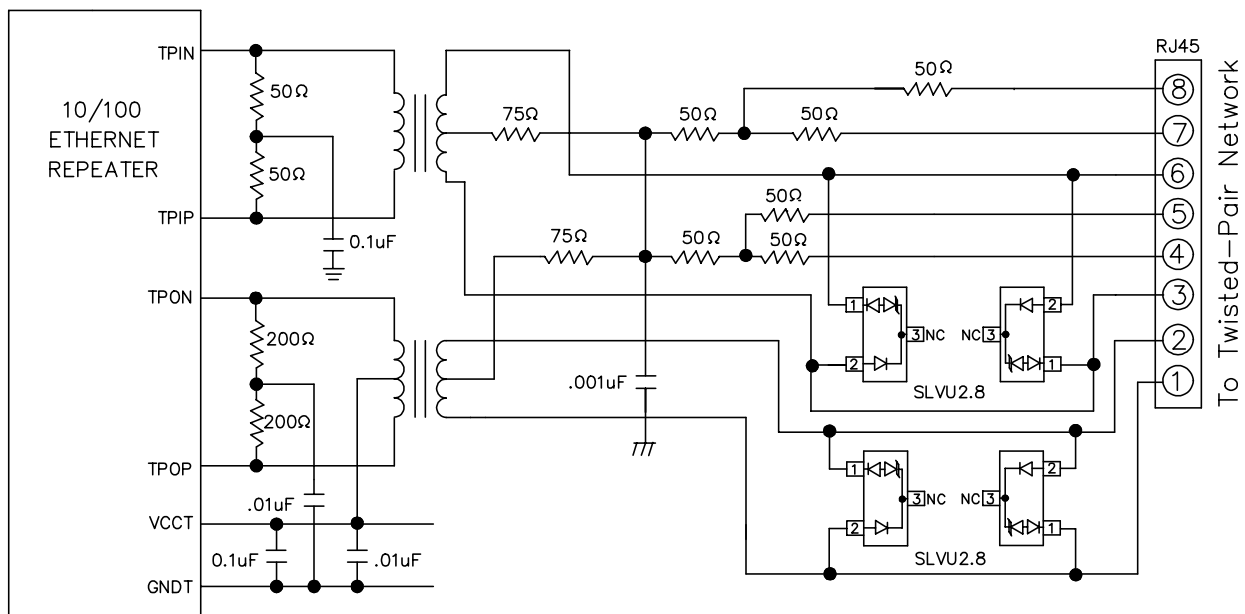 10/100
ETHERNET
REPEATER
TPIN
TPIP
TPON
TPOP
VCCT
GNDT
50Ω
50Ω
0.1uF
200Ω
200Ω
.01uF
0.1uF
.01uF
75Ω
75Ω
.001uF
50Ω
50Ω
50Ω
50Ω
50Ω
50Ω
RJ45
8
7
6
5
4
3
2
1
To Twisted-Pair Network
1
2
3 NC
NC 3
2
1
SLVU2.8
1
2
3 NC
NC 3
2
1
SLVU2.8